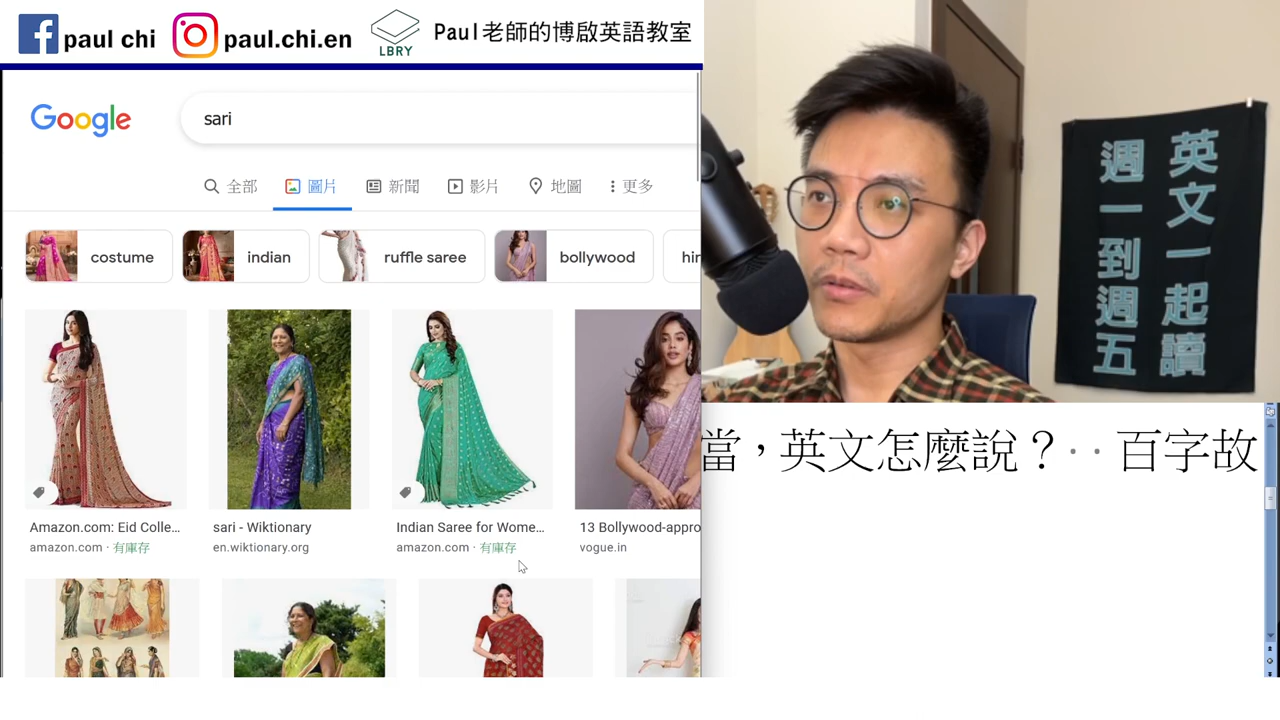 paul chi
paul.chi.en
LBRY
Paul老師的博啟英語教室
Google
sari
全部
圖片
新聞
影片
地圖
更多
costume
indian
ruffle saree
bollywood
hin
Amazon.com: Eid Colle...
amazon.com · 有庫存
sari - Wiktionary
en.wiktionary.org
Indian Saree for Wome...
amazon.com · 有庫存
13 Bollywood-appro
vogue.in
英文一起讀
週一到週五
當，英文怎麼說？··百字故